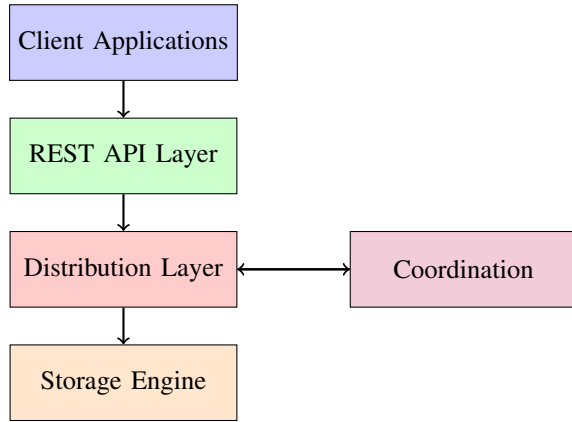 Client Applications
REST API Layer
Distribution Layer
Coordination
Storage Engine